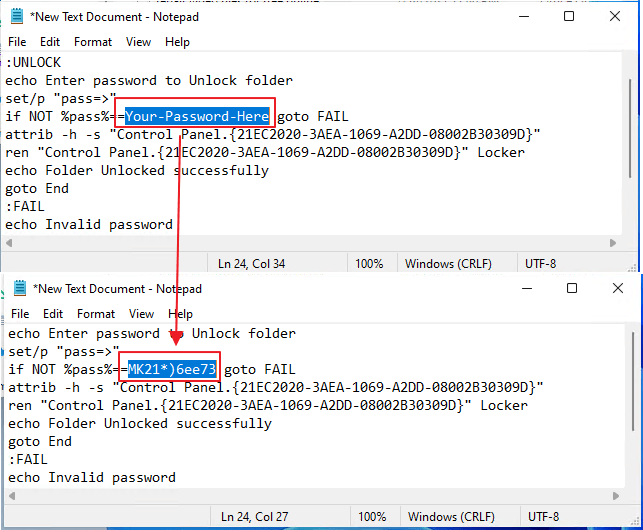 *New Text Document - Notepad
File Edit Format View Help
:UNLOCK
echo Enter password to Unlock folder
set/p "pass=>"
if NOT %pass%==Your-Password-Here goto FAIL
attrib -h -s "Control Panel.{21EC2020-3AEA-1069-A2DD-08002B30309D}"
ren "Control Panel.{21EC2020-3AEA-1069-A2DD-08002B30309D}" Locker
echo Folder Unlocked successfully
goto End
:FAIL
echo Invalid password
Ln 24, Col 34 100% Windows (CRLF) UTF-8
*New Text Document - Notepad
File Edit Format View Help
echo Enter password to Unlock folder
set/p "pass=>"
if NOT %pass%==MK21*)6ee73 goto FAIL
attrib -h -s "Control Panel.{21EC2020-3AEA-1069-A2DD-08002B30309D}"
ren "Control Panel.{21EC2020-3AEA-1069-A2DD-08002B30309D}" Locker
echo Folder Unlocked successfully
goto End
:FAIL
echo Invalid password
Ln 24, Col 27 100% Windows (CRLF) UTF-8